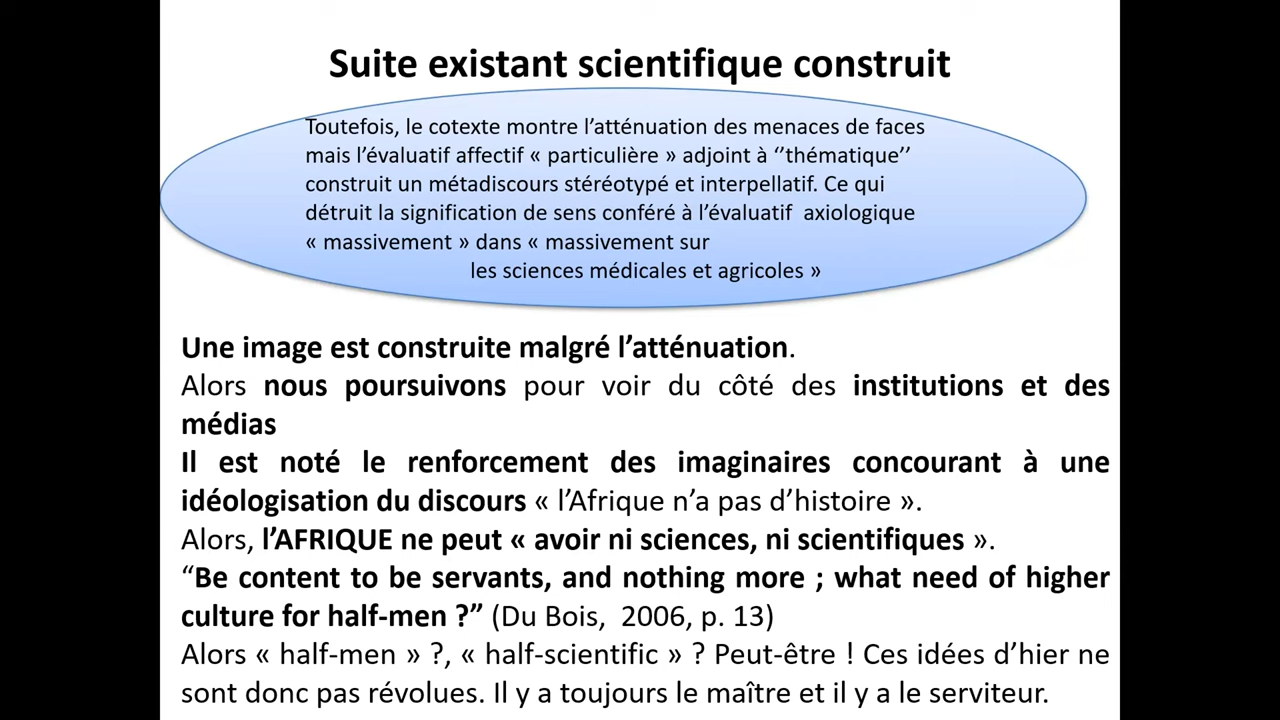 Suite existant scientifique construit
Toutefois, le cotexte montre l’atténuation des menaces de faces
mais l’évaluatif affectif « particulière » adjoint à ‘’thématique’’
construit un métadiscours stéréotypé et interpellatif. Ce qui
détruit la signification de sens conféré à l’évaluatif axiologique
« massivement » dans « massivement sur
les sciences médicales et agricoles »
Une image est construite malgré l’atténuation.
Alors nous poursuivons pour voir du côté des institutions et des
médias
Il est noté le renforcement des imaginaires concourant à une
idéologisation du discours « l’Afrique n’a pas d’histoire ».
Alors, l’AFRIQUE ne peut « avoir ni sciences, ni scientifiques ».
“Be content to be servants, and nothing more ; what need of higher
culture for half-men ?” (Du Bois, 2006, p. 13)
Alors « half-men » ?, « half-scientific » ? Peut-être ! Ces idées d’hier ne
sont donc pas révolues. Il y a toujours le maître et il y a le serviteur.